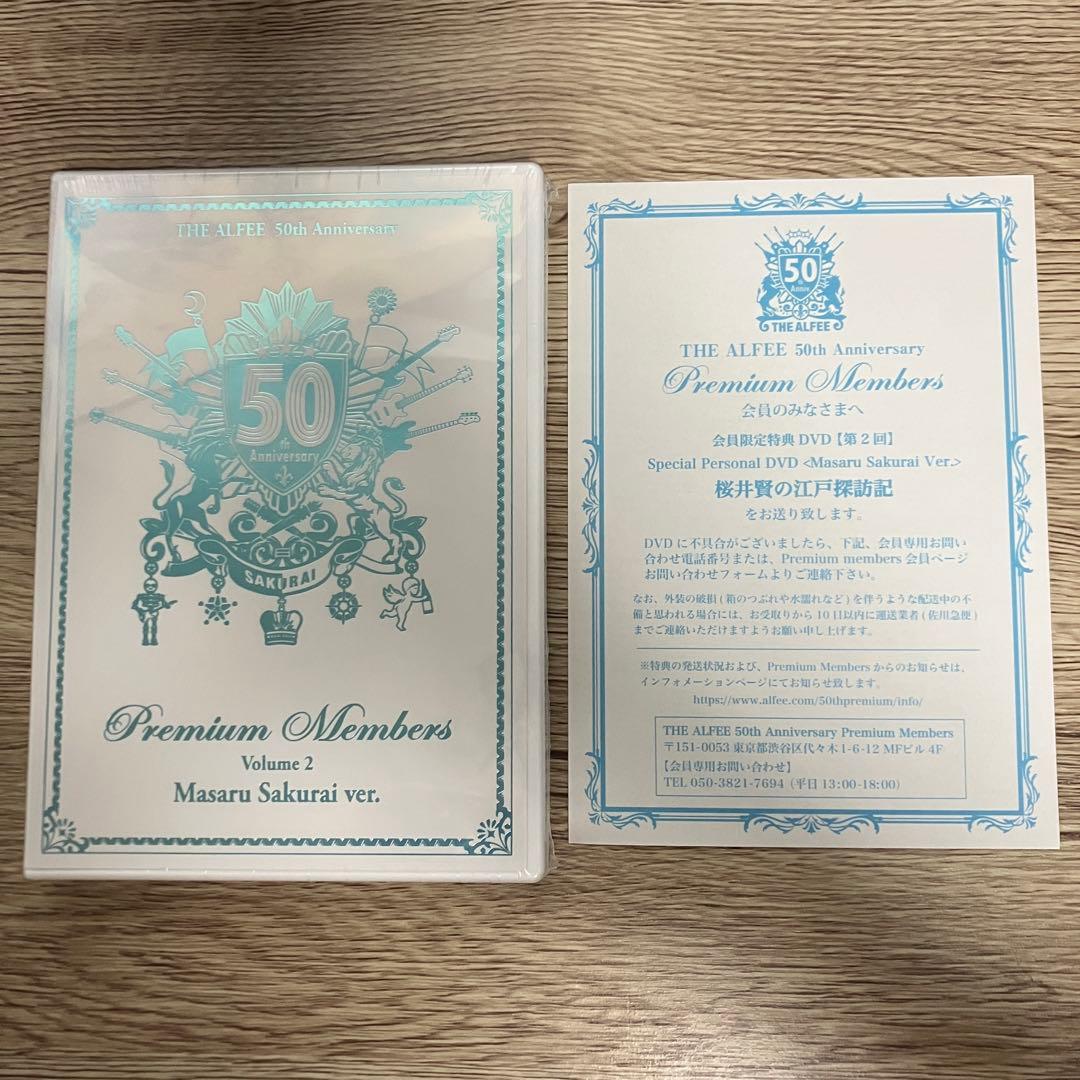 THE ALFEE 50th Anniversary
50
th
Anniversary
SAKURAI
Premium Members
Volume 2
Masaru Sakurai ver.
50
Anniv
THE ALFEE
THE ALFEE 50th Anniversary
Premium Members
会員のみなさまへ
会員限定特典 DVD【第2回】
Special Personal DVD <Masaru Sakurai Ver.>
桜井賢の江戸探訪記
をお送り致します。
DVDに不具合がございましたら、下記、会員専用お問い
合わせ電話番号または、Premium members 会員ページ
お問い合わせフォームよりご連絡下さい。
なお、外装の破損(箱のつぶれや水濡れなど)を伴うような配送中の不
備と思われる場合には、お受取りから10日以内に運送業者(佐川急便)
までご連絡いただけますようお願い申し上げます。
※特典の発送状況および、Premium Members からのお知らせは、
インフォメーションページにてお知らせ致します。
https://www.alfee.com/50thpremium/info/
THE ALFEE 50th Anniversary Premium Members
〒151-0053 東京都渋谷区代々木1-6-12 MFビル 4F
【会員専用お問い合わせ】
TEL 050-3821-7694（平日 13:00-18:00）